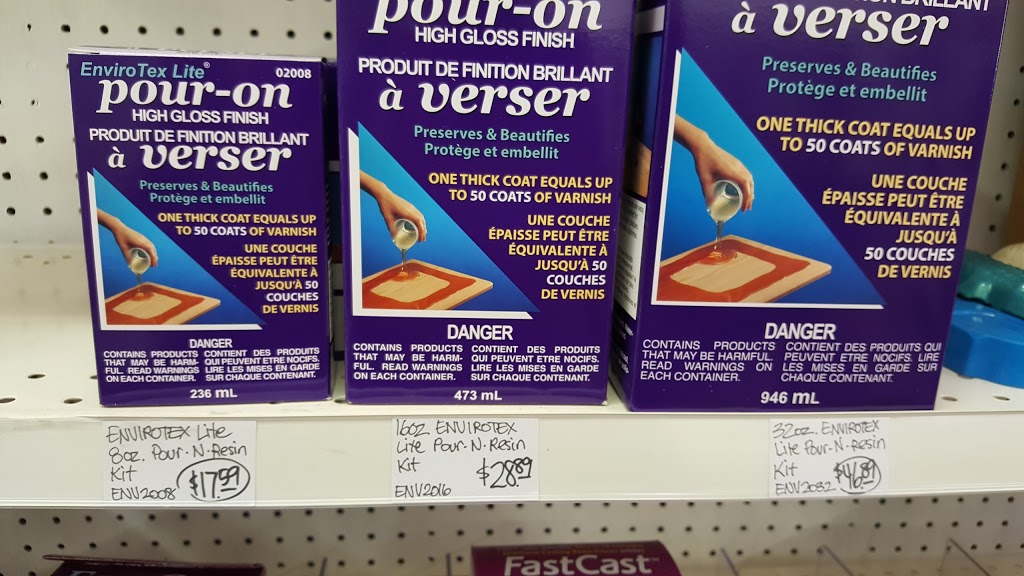 EnviroTex Lite® 02008
pour-on
HIGH GLOSS FINISH
PRODUIT DE FINITION BRILLANT
à verser
Preserves & Beautifies
Protège et embellit
ONE THICK COAT EQUALS UP
TO 50 COATS OF VARNISH
UNE COUCHE
ÉPAISSE PEUT ÊTRE
ÉQUIVALENTE À
JUSQU'À 50
COUCHES
DE VERNIS
DANGER
CONTAINS PRODUCTS
THAT MAY BE HARM-
FUL. READ WARNINGS
ON EACH CONTAINER.
CONTIENT DES PRODUITS
QUI PEUVENT ETRE NOCIFS.
LIRE LES MISES EN GARDE
SUR CHAQUE CONTENANT.
236 mL
pour-on
HIGH GLOSS FINISH
PRODUIT DE FINITION BRILLANT
à verser
Preserves & Beautifies
Protège et embellit
ONE THICK COAT EQUALS UP
TO 50 COATS OF VARNISH
UNE COUCHE
ÉPAISSE PEUT ÊTRE
ÉQUIVALENTE À
JUSQU'À 50
COUCHES
DE VERNIS
DANGER
CONTAINS PRODUCTS
THAT MAY BE HARM-
FUL. READ WARNINGS
ON EACH CONTAINER.
CONTIENT DES PRODUITS
QUI PEUVENT ETRE NOCIFS.
LIRE LES MISES EN GARDE
SUR CHAQUE CONTENANT.
473 mL
BRILLANT
à verser
Preserves & Beautifies
Protège et embellit
ONE THICK COAT EQUALS UP
TO 50 COATS OF VARNISH
UNE COUCHE
ÉPAISSE PEUT ÊTRE
ÉQUIVALENTE À
JUSQU'À
50 COUCHES
DE VERNIS
DANGER
CONTAINS PRODUCTS
THAT MAY BE HARMFUL.
READ WARNINGS ON
EACH CONTAINER.
CONTIENT DES PRODUITS QUI
PEUVENT ETRE NOCIFS. LIRE
LES MISES EN GARDE SUR
CHAQUE CONTENANT.
946 mL
ENVIROTEX Lite
8oz. Pour-N-Resin
Kit
ENV2008 $17.99
16oz ENVIROTEX
Lite Pour-N-Resin
Kit $28.89
ENV2016
32oz. ENVIROTEX
Lite Pour-N-Resin
Kit $46.89
ENV2032
FastCast™